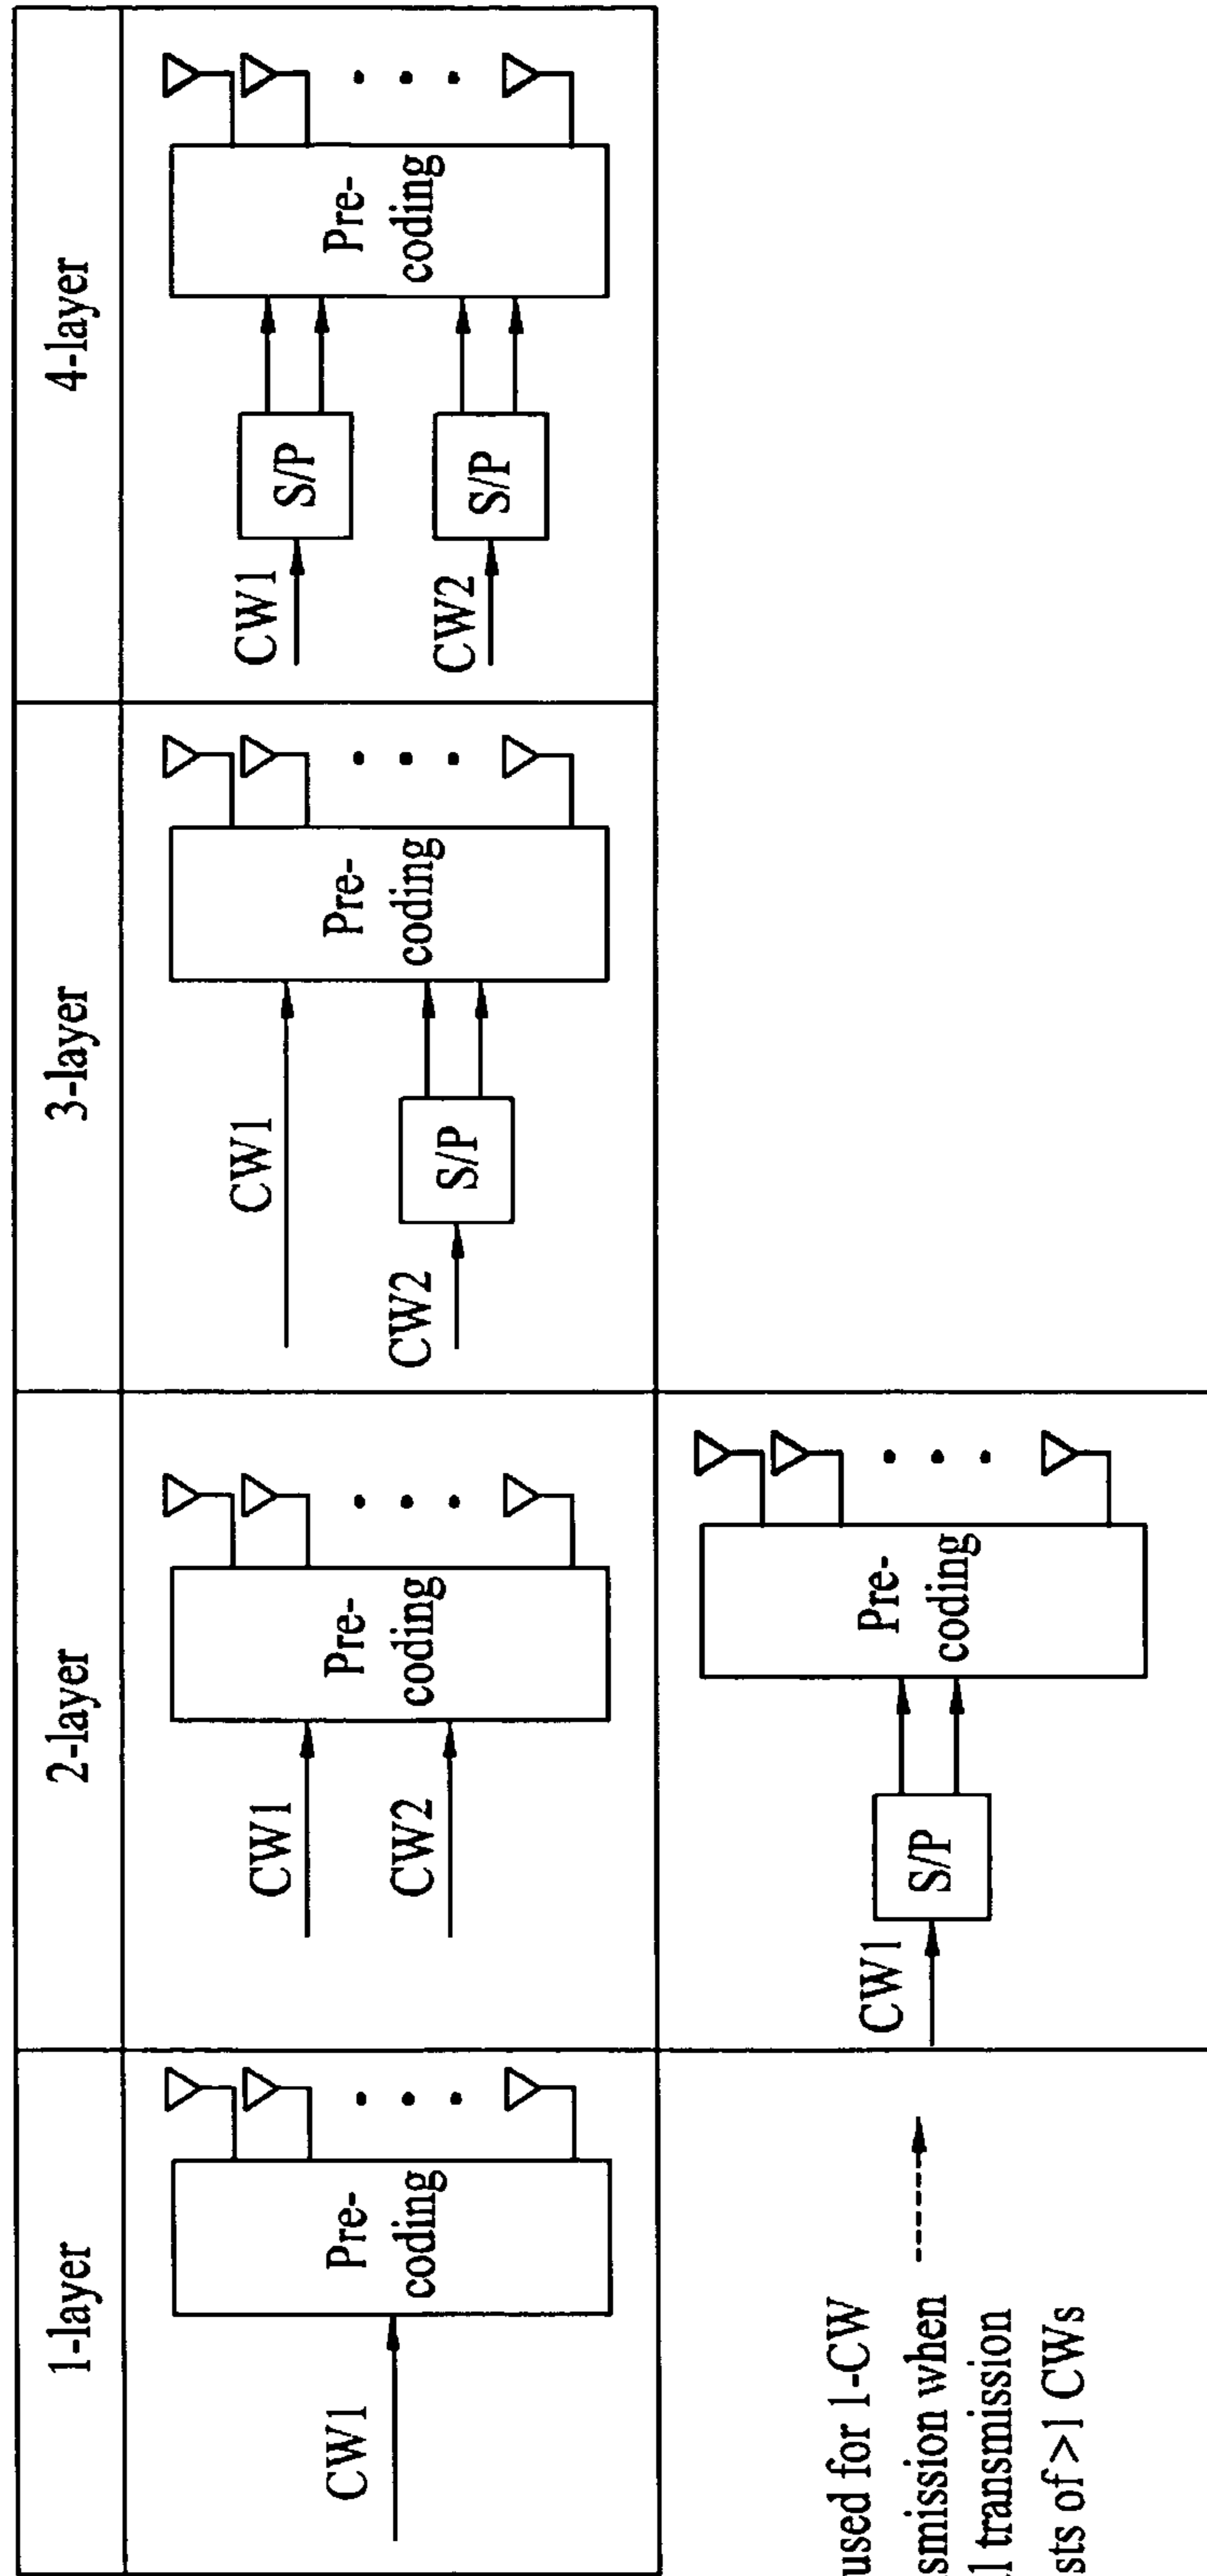 1-layer
2-layer
3-layer
4-layer
CW1
Pre-
coding
CW1
CW2
Pre-
coding
CW1
CW2
S/P
Pre-
coding
CW1
S/P
CW2
S/P
Pre-
coding
used for 1-CW
smission when
l transmission
sts of >1 CWs
CW1
S/P
Pre-
coding